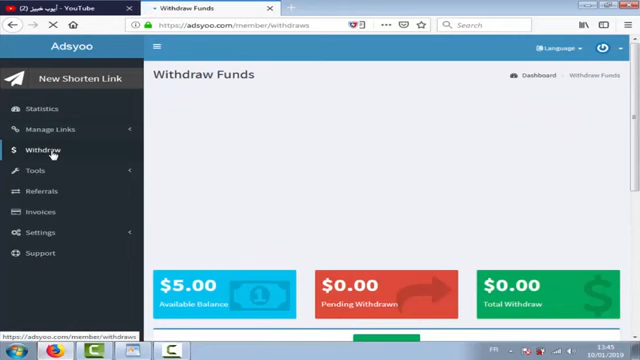 (2) أيوب خبيز - YouTube
Withdraw Funds
https://adsyoo.com/member/withdraws
Adsyoo
Language
New Shorten Link
Withdraw Funds
Dashboard
Withdraw Funds
Statistics
Manage Links
$ Withdraw
Tools
Referrals
Invoices
Settings
Support
$5.00
Available Balance
$0.00
Pending Withdrawn
$0.00
Total Withdraw
https://adsyoo.com/member/withdraws
FR
13:45
10/01/2019